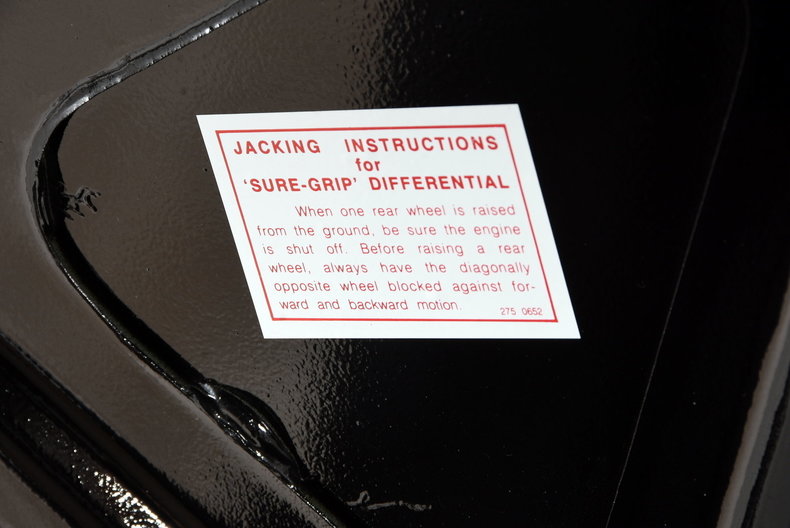 JACKING INSTRUCTIONS
for
'SURE-GRIP' DIFFERENTIAL
When one rear wheel is raised
from the ground, be sure the engine
is shut off. Before raising a rear
wheel, always have the diagonally
opposite wheel blocked against for-
ward and backward motion.
275 0652